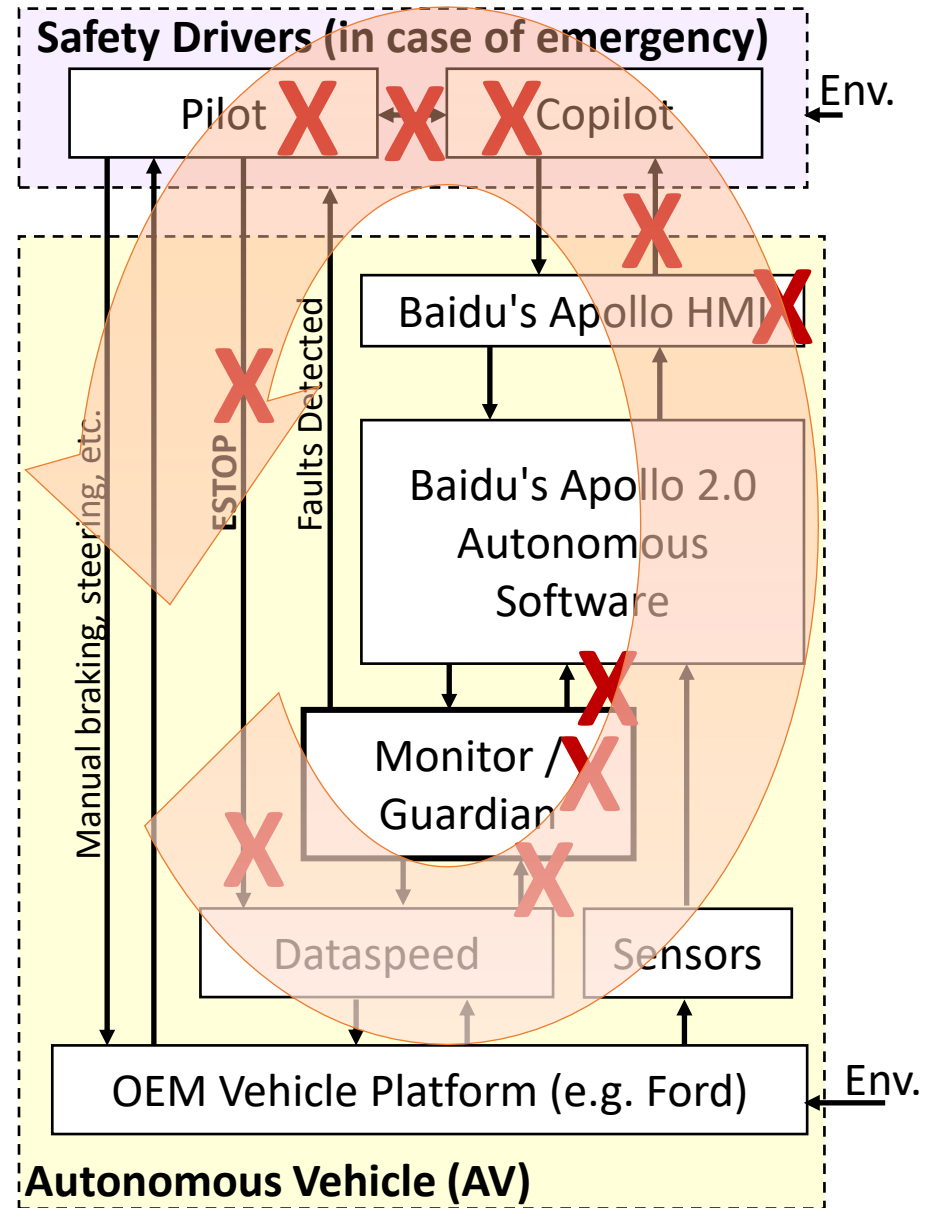 Safety Drivers (in case of emergency)
Pilot
Copilot
Env.
Baidu's Apollo HMI
Manual braking, steering, etc.
ESTOP
Faults Detected
Baidu's Apollo 2.0
Autonomous
Software
Monitor /
Guardian
Dataspeed
Sensors
OEM Vehicle Platform (e.g. Ford)
Env.
Autonomous Vehicle (AV)